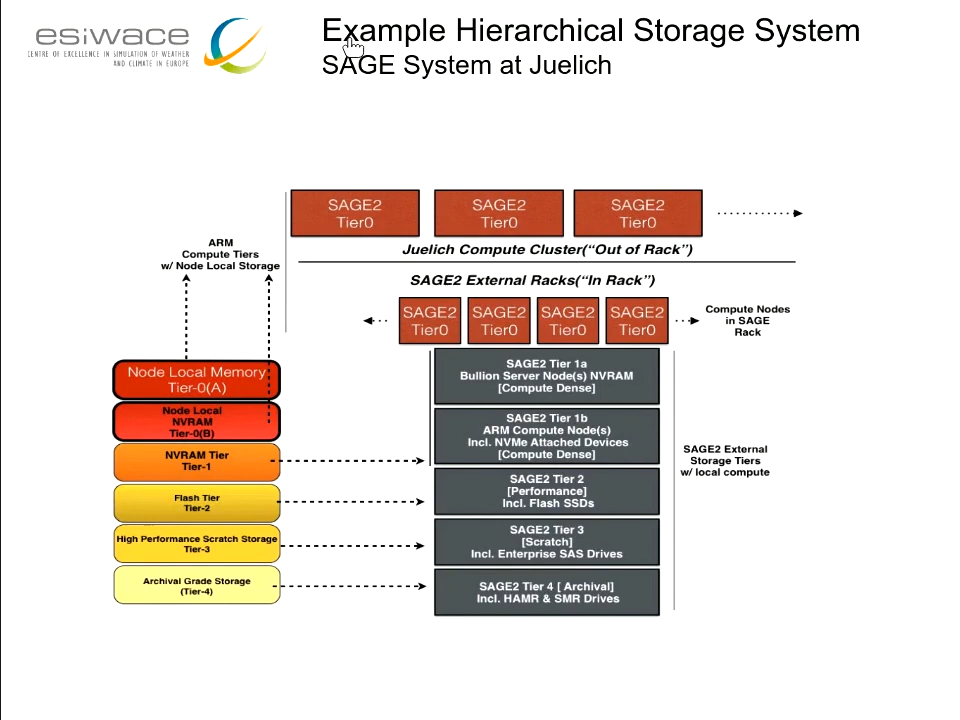 esiwace
CENTRE OF EXCELLENCE IN SIMULATION OF WEATHER
AND CLIMATE IN EUROPE
Example Hierarchical Storage System
SAGE System at Juelich
SAGE2
Tier0
SAGE2
Tier0
SAGE2
Tier0
ARM
Compute Tiers
w/ Node Local Storage
Juelich Compute Cluster("Out of Rack")
SAGE2 External Racks("In Rack")
SAGE2
Tier0
SAGE2
Tier0
SAGE2
Tier0
SAGE2
Tier0
Compute Nodes
in SAGE
Rack
Node Local Memory
Tier-0(A)
Node Local
NVRAM
Tier-0(B)
NVRAM Tier
Tier-1
Flash Tier
Tier-2
High Performance Scratch Storage
Tier-3
Archival Grade Storage
(Tier-4)
SAGE2 Tier 1a
Bullion Server Node(s) NVRAM
[Compute Dense]
SAGE2 Tier 1b
ARM Compute Node(s)
Incl. NVMe Attached Devices
[Compute Dense]
SAGE2 Tier 2
[Performance]
Incl. Flash SSDs
SAGE2 Tier 3
[Scratch]
Incl. Enterprise SAS Drives
SAGE2 Tier 4 [ Archival]
Incl. HAMR & SMR Drives
SAGE2 External
Storage Tiers
w/ local compute